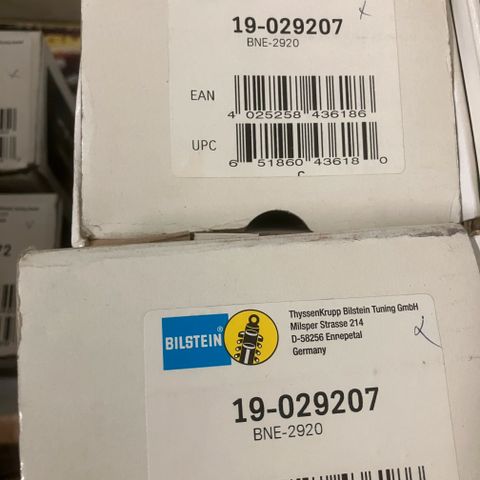 19-029207
BNE-2920
EAN
4 025258 436186
UPC
6 51860 43618 0
72
BILSTEIN
ThyssenKrupp Bilstein Tuning GmbH
Milsper Strasse 214
D-58256 Ennepetal
Germany
19-029207
BNE-2920